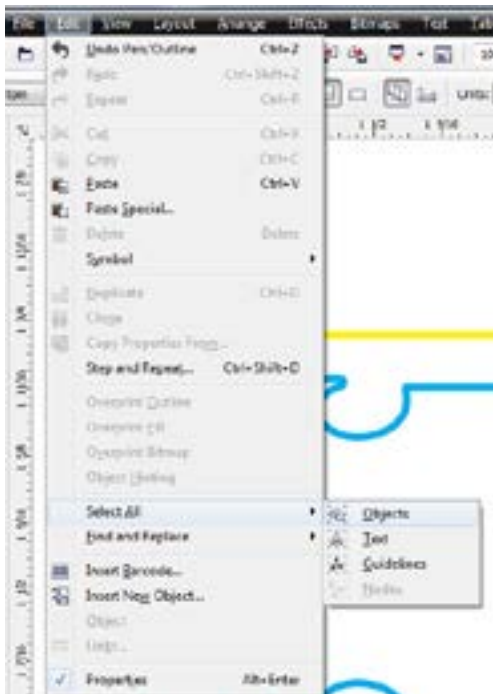 File Edit View Layout Arrange Effects Bitmaps Text
Undo Pen/Outline Ctrl+Z
Redo Ctrl+Shift+Z
Repeat Ctrl+R
Cut Ctrl+X
Copy Ctrl+C
Paste Ctrl+V
Paste Special...
Delete Delete
Symbol
Duplicate Ctrl+D
Clone
Copy Properties From...
Step and Repeat... Ctrl+Shift+D
Overprint Outline
Overprint Fill
Overprint Bitmap
Object Hinting
Select All
Objects
Text
Guidelines
Nodes
Find and Replace
Insert Barcode...
Insert New Object...
Object
Links...
Properties Alt+Enter
Units: